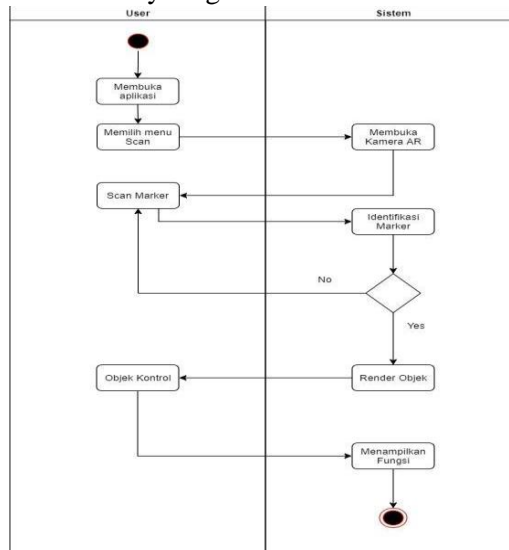 User
Sistem
Membuka
aplikasi
Memilih menu
Scan
Membuka
Kamera AR
Scan Marker
Identifikasi
Marker
No
Yes
Objek Kontrol
Render Objek
Menampilkan
Fungsi